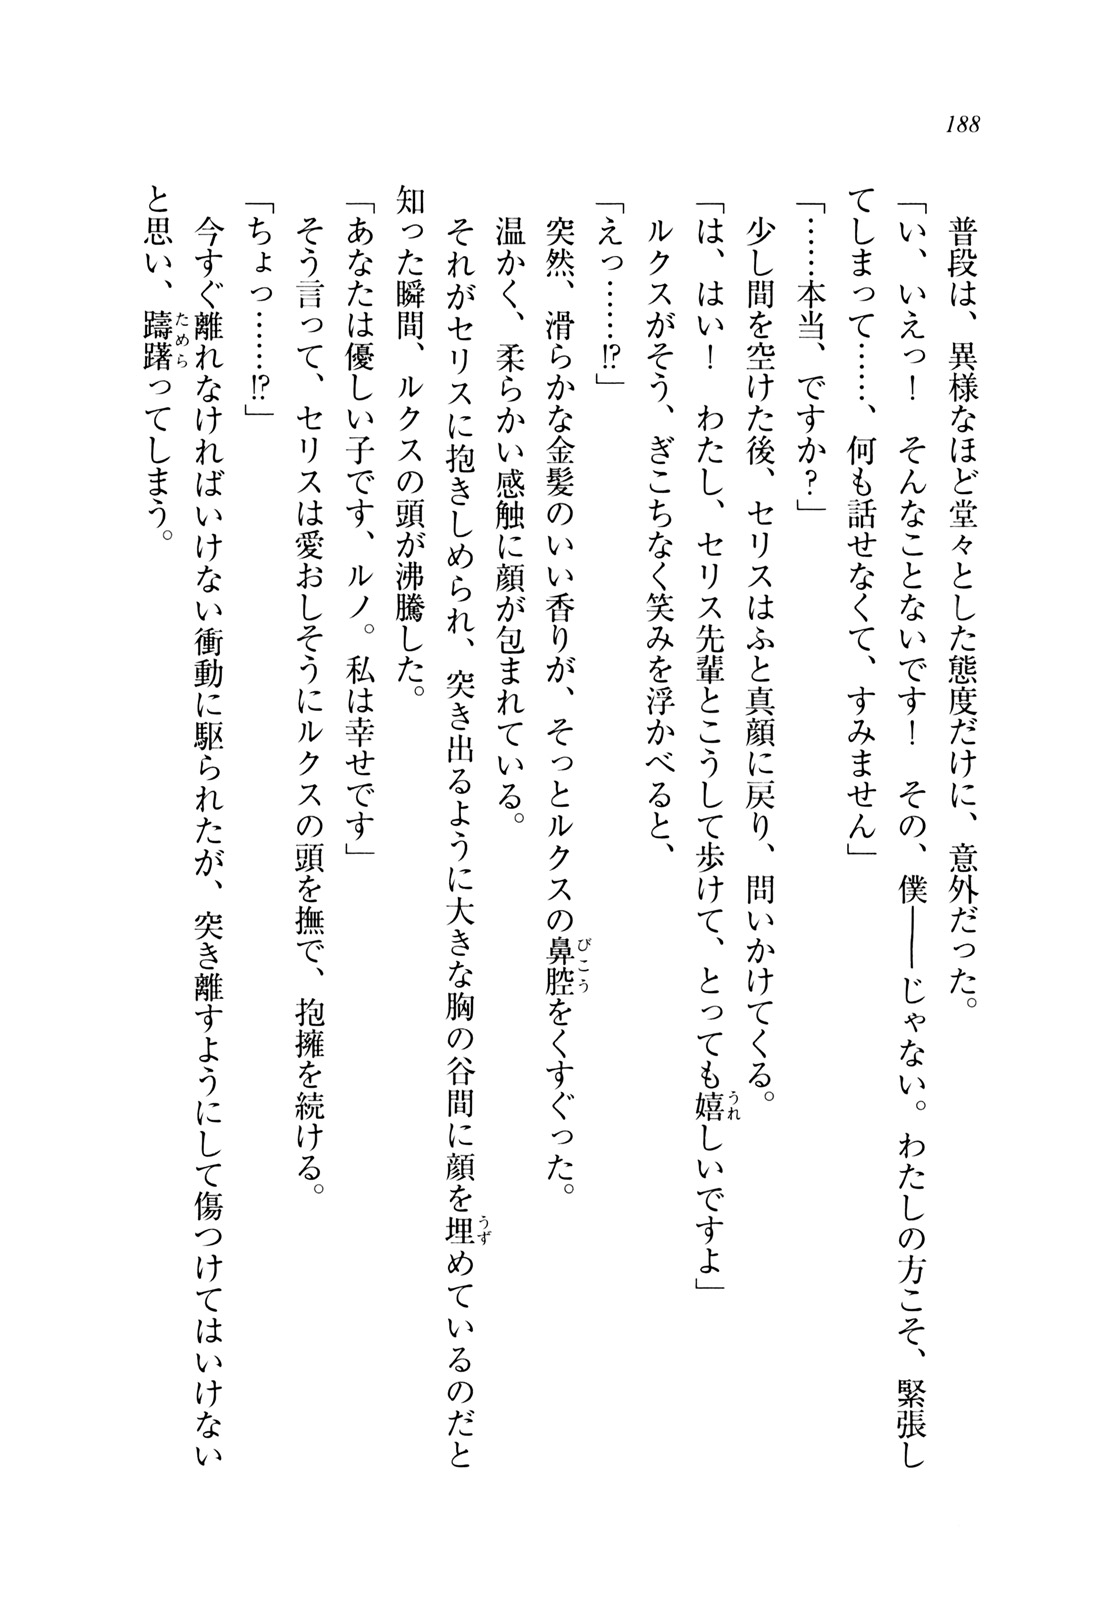 188
　普段は、異様なほど堂々とした態度だけに、意外だった。
「い、いえっ！　そんなことないです！　その、僕――じゃない。わたしの方こそ、緊張し
てしまって……、何も話せなくて、すみません」
「……本当、ですか？」
　少し間を空けた後、セリスはふと真顔に戻り、問いかけてくる。
「は、はい！　わたし、セリス先輩とこうして歩けて、とっても嬉しいですよ」
　ルクスがそう、ぎこちなく笑みを浮かべると、
「えっ……!?」
　突然、滑らかな金髪のいい香りが、そっとルクスの鼻腔をくすぐった。
　温かく、柔らかい感触に顔が包まれている。
　それがセリスに抱きしめられ、突き出るように大きな胸の谷間に顔を埋めているのだと
知った瞬間、ルクスの頭が沸騰した。
「あなたは優しい子です、ルノ。私は幸せです」
　そう言って、セリスは愛おしそうにルクスの頭を撫で、抱擁を続ける。
「ちょっ……!?」
　今すぐ離れなければいけない衝動に駆られたが、突き離すようにして傷つけてはいけない
と思い、躊躇ってしまう。